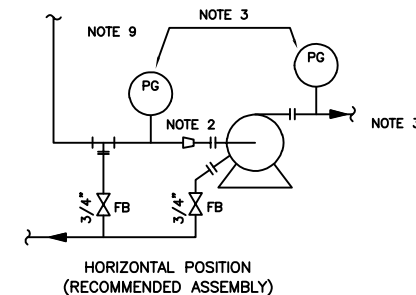 NOTE 3
NOTE 9
PG
PG
NOTE 2
NOTE 3
3/4"
FB
3/4"
FB
HORIZONTAL POSITION
(RECOMMENDED ASSEMBLY)